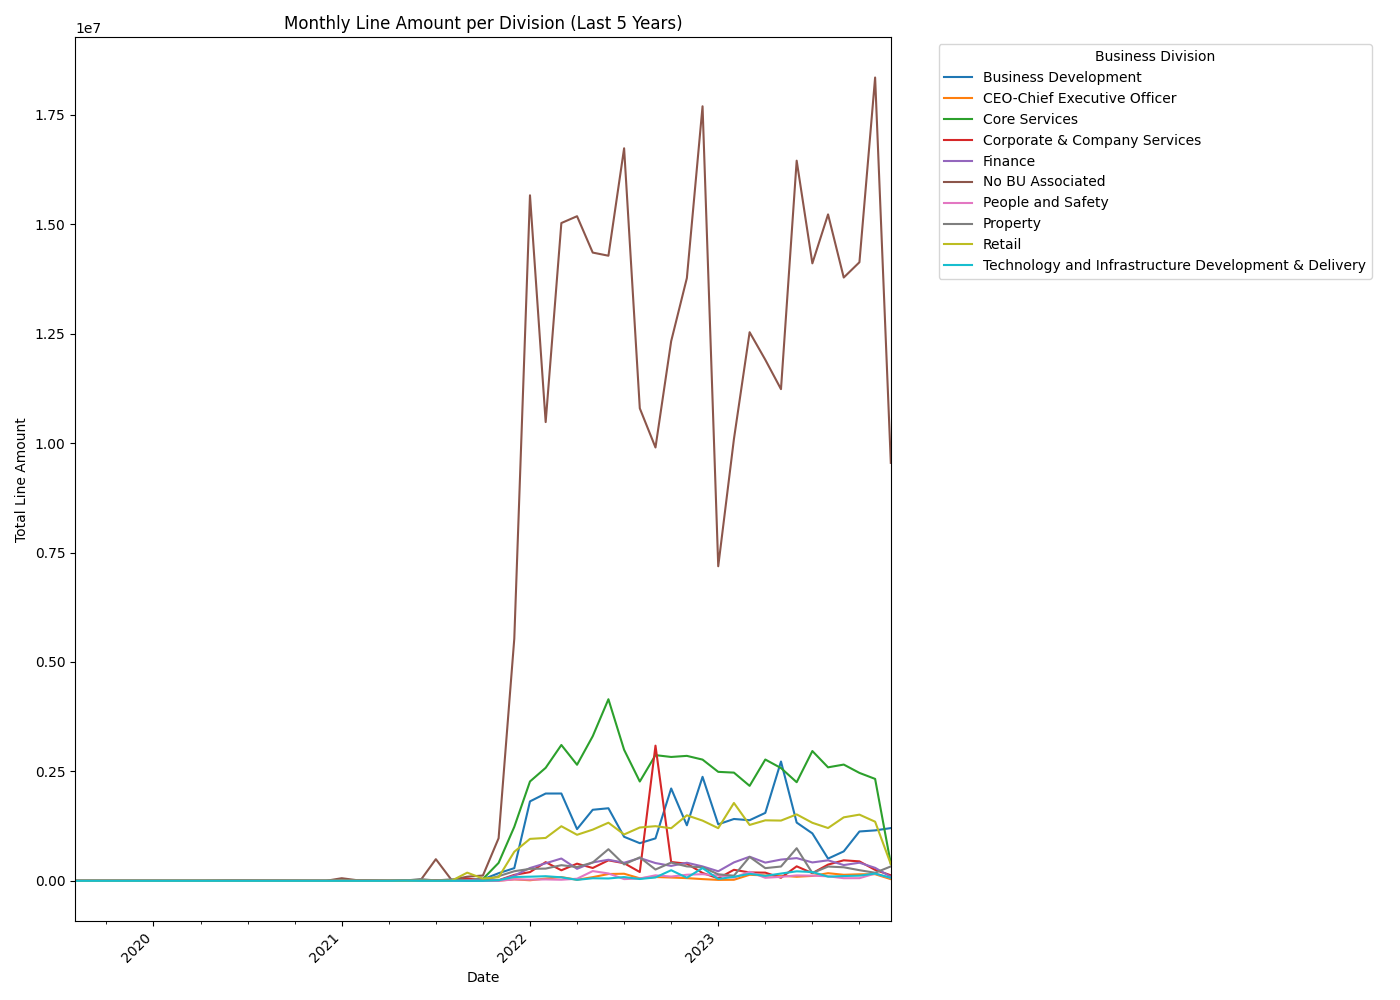 Monthly Line Amount per Division (Last 5 Years)
1e7
1.75
1.50
1.25
1.00
0.75
0.50
0.25
0.00
Total Line Amount
2020
2021
2022
2023
Date
Business Division
Business Development
CEO-Chief Executive Officer
Core Services
Corporate & Company Services
Finance
No BU Associated
People and Safety
Property
Retail
Technology and Infrastructure Development & Delivery